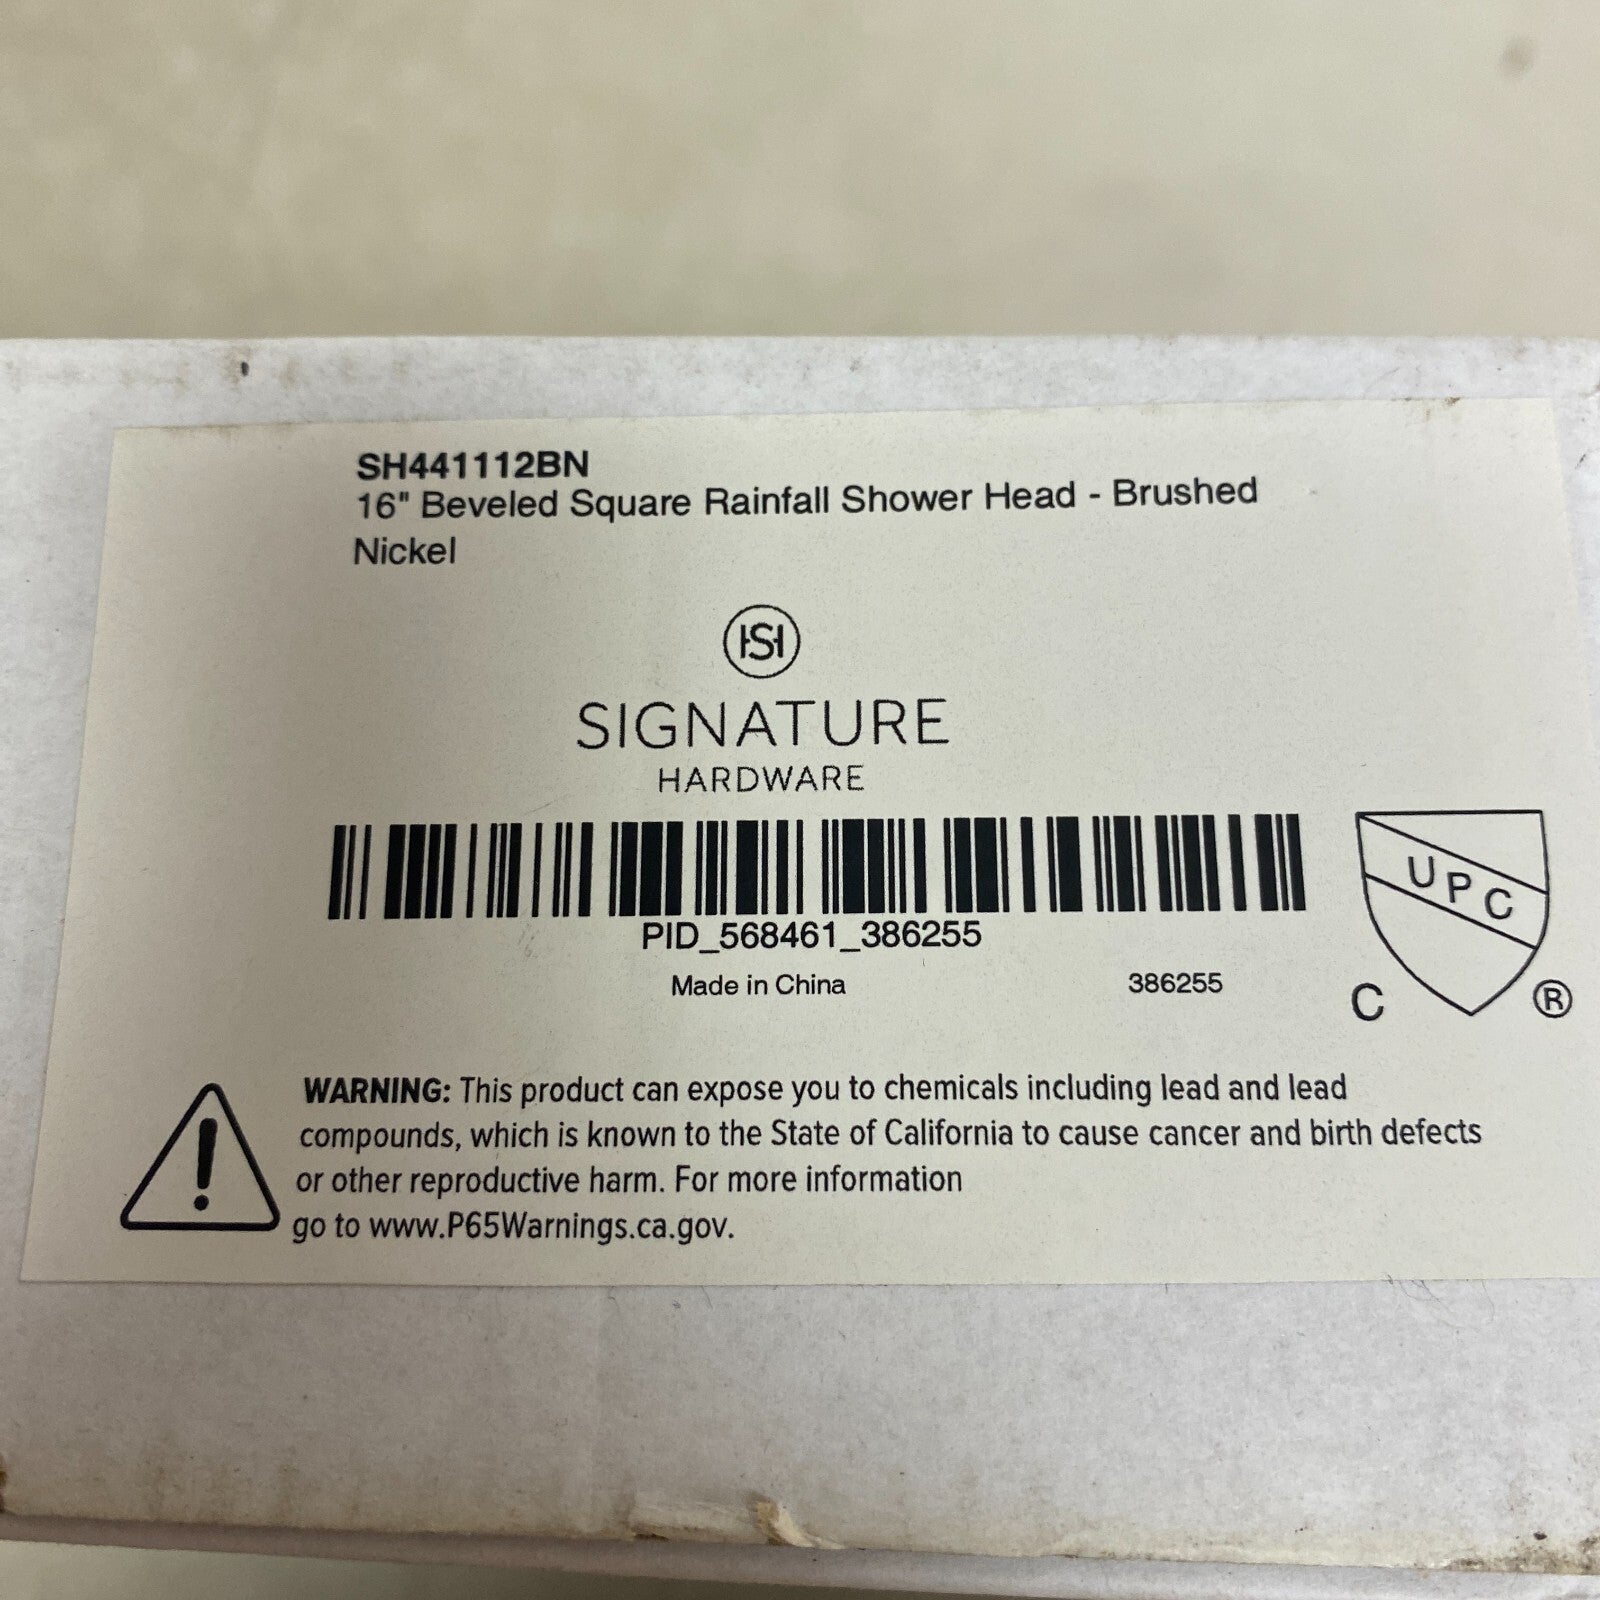 SH441112BN
16" Beveled Square Rainfall Shower Head - Brushed
Nickel
HSH
SIGNATURE
HARDWARE
PID_568461_386255
Made in China
386255
UPC
C ®
WARNING: This product can expose you to chemicals including lead and lead
compounds, which is known to the State of California to cause cancer and birth defects
or other reproductive harm. For more information
go to www.P65Warnings.ca.gov.